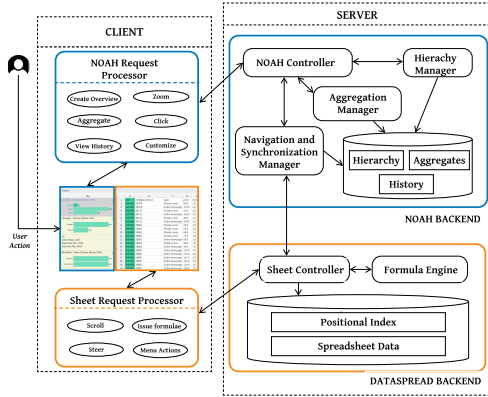 CLIENT
SERVER
NOAH Request
Processor
Create Overview
Zoom
Aggregate
Click
View History
Customize
NOAH Controller
Hierachy
Manager
Aggregation
Manager
Navigation and
Synchronization
Manager
Hierarchy
Aggregates
History
NOAH BACKEND
User
Action
Sheet Request Processor
Scroll
Issue formulae
Steer
Menu Actions
Sheet Controller
Formula Engine
Positional Index
Spreadsheet Data
DATASPREAD BACKEND